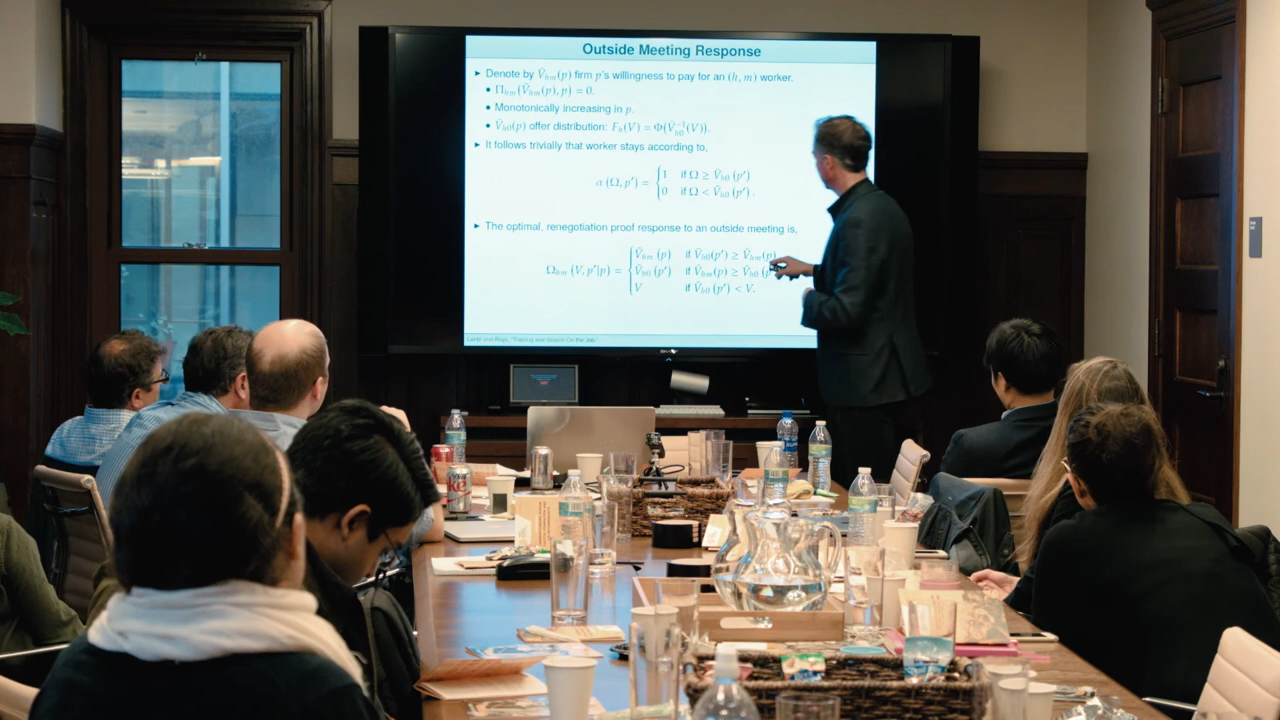 Outside Meeting Response
► Denote by V̄ₕₘ(p) firm p's willingness to pay for an (h, m) worker.
• Πₕₘ(V̄ₕₘ(p), p) = 0.
• Monotonically increasing in p.
• V̄ₕ₀(p) offer distribution: Fₕ(V) = Φ(V̄ₕ₀⁻¹(V)).
► It follows trivially that worker stays according to,
α (Ω, p′) = { 1 if Ω ≥ V̄ₕ₀ (p′)
0 if Ω < V̄ₕ₀ (p′) .
► The optimal, renegotiation proof response to an outside meeting is,
V̄ₕₘ (p) if V̄ₕ₀(p′) ≥ V̄ₕₘ(p)
Ωₕₘ (V, p′|p) = { V̄ₕ₀ (p′) if V̄ₕₘ(p) ≥ V̄ₕ₀ (p
V if V̄ₕ₀ (p′) < V.
Lentz and Roys, "Training and Search On the Job"
SHARP
ke